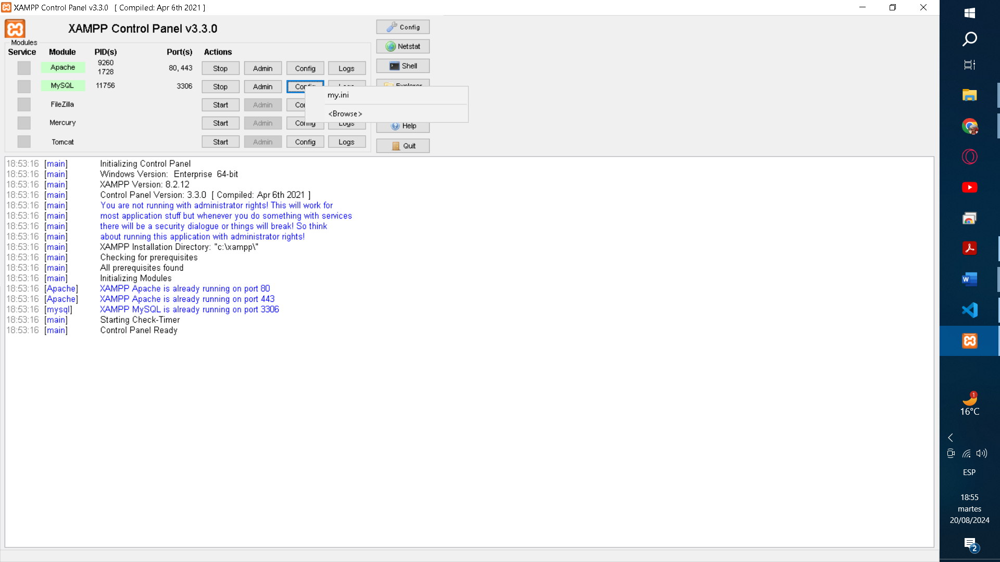 XAMPP Control Panel v3.3.0 [ Compiled: Apr 6th 2021 ]
XAMPP Control Panel v3.3.0
Config
Modules
Service Module PID(s) Port(s) Actions
Netstat
Apache 9260 1728 80, 443 Stop Admin Config Logs
Shell
MySQL 11756 3306 Stop Admin Config Logs
Explorer
my.ini
<Browse>
FileZilla Start Admin
Mercury Start Admin Config Logs
Help
Tomcat Start Admin Config Logs
Quit
18:53:16 [main] Initializing Control Panel
18:53:16 [main] Windows Version: Enterprise 64-bit
18:53:16 [main] XAMPP Version: 8.2.12
18:53:16 [main] Control Panel Version: 3.3.0 [ Compiled: Apr 6th 2021 ]
18:53:16 [main] You are not running with administrator rights! This will work for
18:53:16 [main] most application stuff but whenever you do something with services
18:53:16 [main] there will be a security dialogue or things will break! So think
18:53:16 [main] about running this application with administrator rights!
18:53:16 [main] XAMPP Installation Directory: "c:\xampp\"
18:53:16 [main] Checking for prerequisites
18:53:16 [main] All prerequisites found
18:53:16 [main] Initializing Modules
18:53:16 [Apache] XAMPP Apache is already running on port 80
18:53:16 [Apache] XAMPP Apache is already running on port 443
18:53:16 [mysql] XAMPP MySQL is already running on port 3306
18:53:16 [main] Starting Check-Timer
18:53:16 [main] Control Panel Ready
1
16°C
ESP
18:55
martes
20/08/2024
2